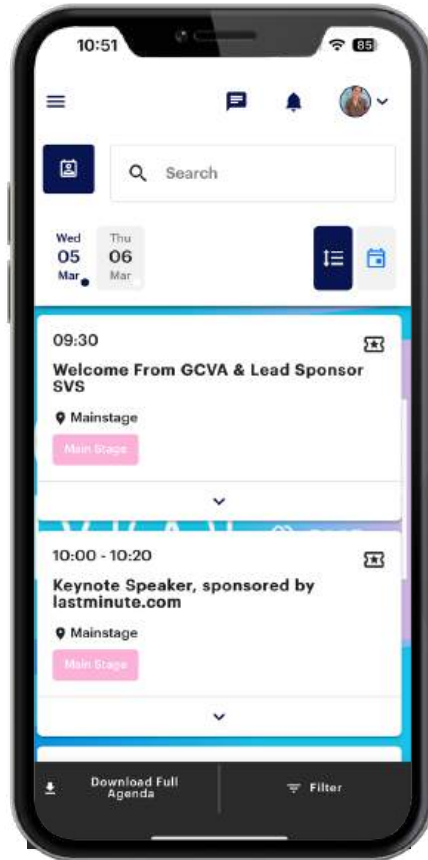 10:51
85
Search
Wed
05
Mar
Thu
06
Mar
09:30
Welcome From GCVA & Lead Sponsor
SVS
Mainstage
Main Stage
10:00 - 10:20
Keynote Speaker, sponsored by
lastminute.com
Mainstage
Main Stage
Download Full
Agenda
Filter